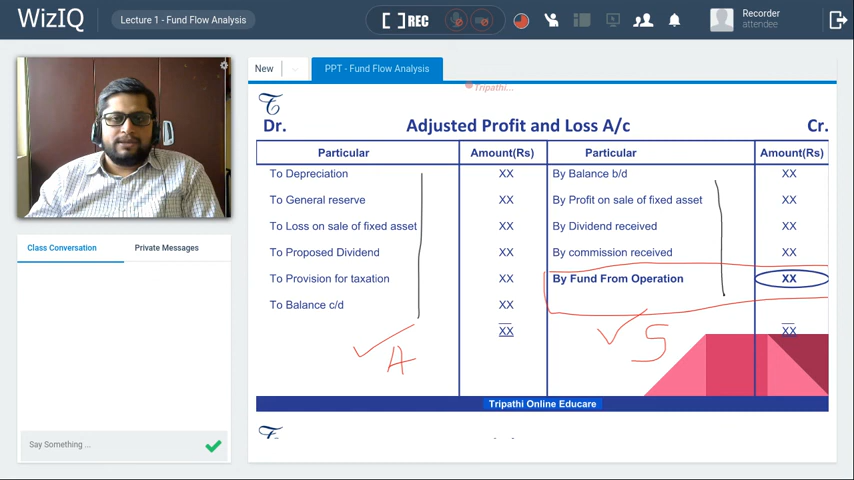 WizIQ
Lecture 1 - Fund Flow Analysis
[ ] REC
Recorder
attendee
New
PPT - Fund Flow Analysis
Tripathi...
Dr.
Adjusted Profit and Loss A/c
Cr.
Particular
Amount(Rs)
Particular
Amount(Rs)
To Depreciation
XX
By Balance b/d
XX
To General reserve
XX
By Profit on sale of fixed asset
XX
To Loss on sale of fixed asset
XX
By Dividend received
XX
To Proposed Dividend
XX
By commission received
XX
To Provision for taxation
XX
By Fund From Operation
XX
To Balance c/d
XX
XX
XX
A
5
Tripathi Online Educare
Class Conversation
Private Messages
Say Something ...